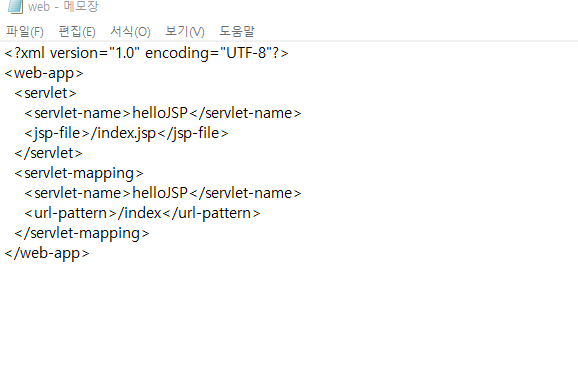 web - 메모장
파일(F) 편집(E) 서식(O) 보기(V) 도움말
<?xml version="1.0" encoding="UTF-8"?>
<web-app>
  <servlet>
    <servlet-name>helloJSP</servlet-name>
    <jsp-file>/index.jsp</jsp-file>
  </servlet>
  <servlet-mapping>
    <servlet-name>helloJSP</servlet-name>
    <url-pattern>/index</url-pattern>
  </servlet-mapping>
</web-app>